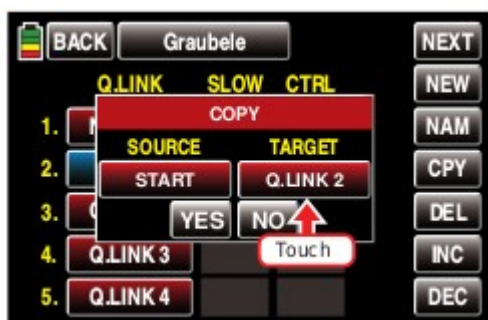 BACK Graubele NEXT
Q.LINK SLOW CTRL NEW
COPY
1. NAM
SOURCE TARGET
2. START Q.LINK 2 CPY
3. YES NO DEL
Touch
4. Q.LINK 3 INC
5. Q.LINK 4 DEC